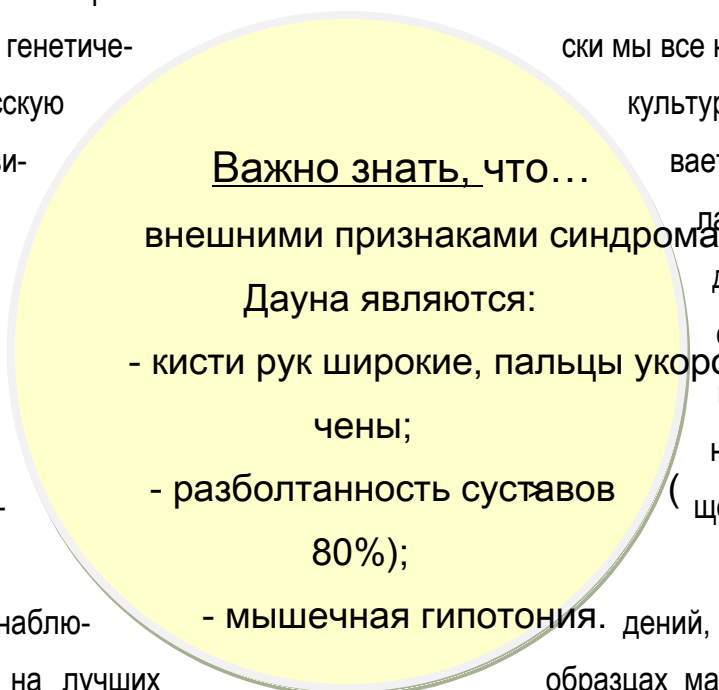 генетиче- ски мы все
сскую культур
ви- Важно знать, что… вает
внешними признаками синдрома
Дауна являются:
- кисти рук широкие, пальцы укоро
чены;
- разболтанность суставов (>
80%);
наблю- - мышечная гипотония. дений,
на лучших образцах ма